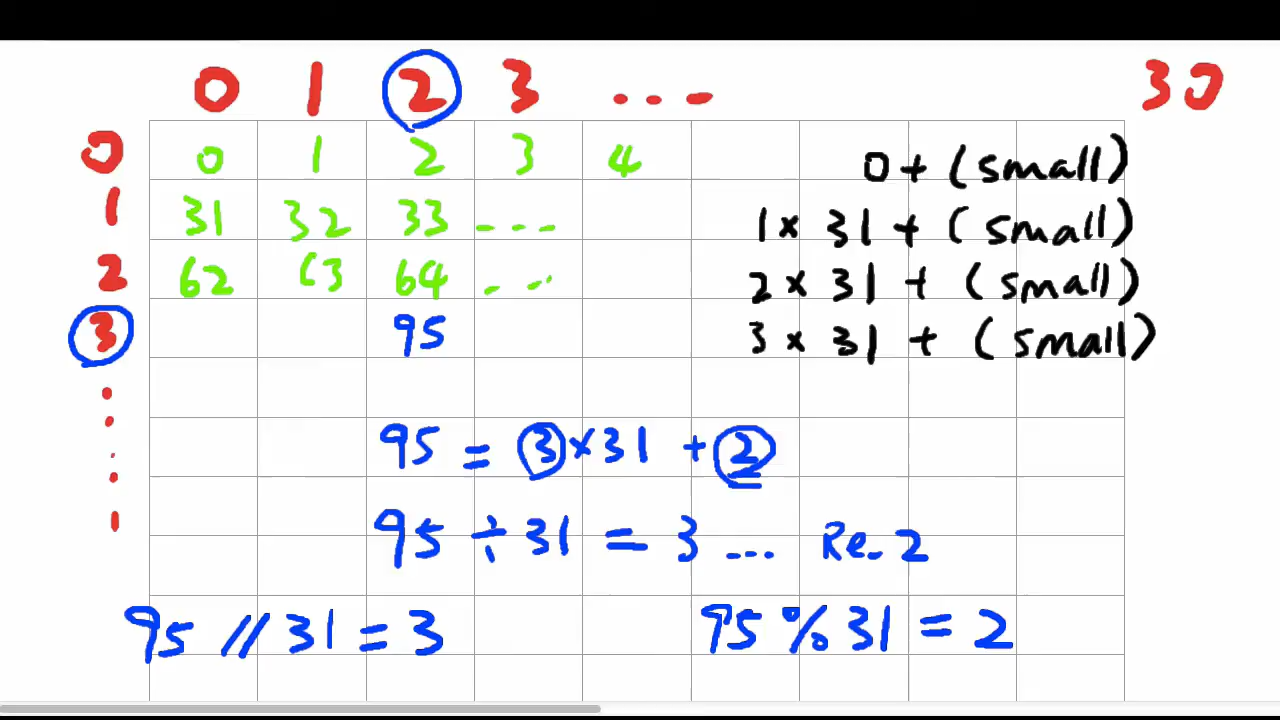 0 1 2 3 ... 30
0 0 1 2 3 4 0 + (small)
1 31 32 33 --- 1 × 31 + (small)
2 62 63 64 ... 2 × 31 + (small)
3 95 3 × 31 + (small)
95 = 3 × 31 + 2
95 ÷ 31 = 3 ... Re. 2
95 // 31 = 3 95 % 31 = 2